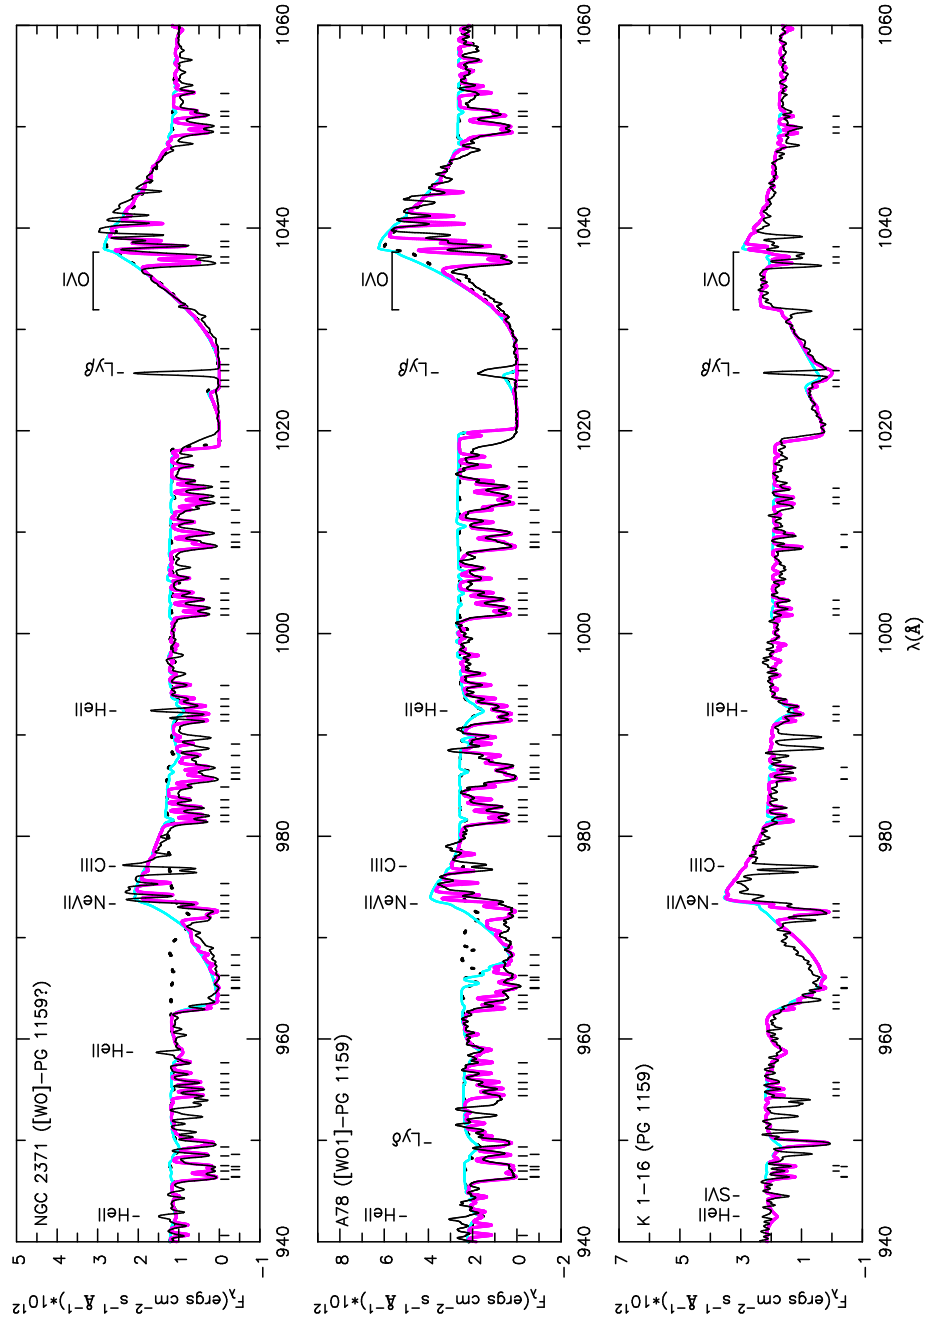 NGC 2371 ([WO]−PG 1159?)
F_λ(ergs cm⁻² s⁻¹ Å⁻¹)*10¹²
5
4
3
2
1
0
−1
−HeII
−HeII
−NeVII
−CIII
−HeII
−Lyβ
OVI
940 960 980 1000 1020 1040 1060
A78 ([WO1]−PG 1159)
F_λ(ergs cm⁻² s⁻¹ Å⁻¹)*10¹²
8
6
4
2
0
−2
−HeII
−Lyδ
−NeVII
−CIII
−HeII
−Lyβ
OVI
940 960 980 1000 1020 1040 1060
K 1−16 (PG 1159)
F_λ(ergs cm⁻² s⁻¹ Å⁻¹)*10¹²
7
5
3
1
−1
−HeII
−SVI
−NeVII
−CIII
−HeII
−Lyβ
OVI
940 960 980 1000 1020 1040 1060
λ(Å)